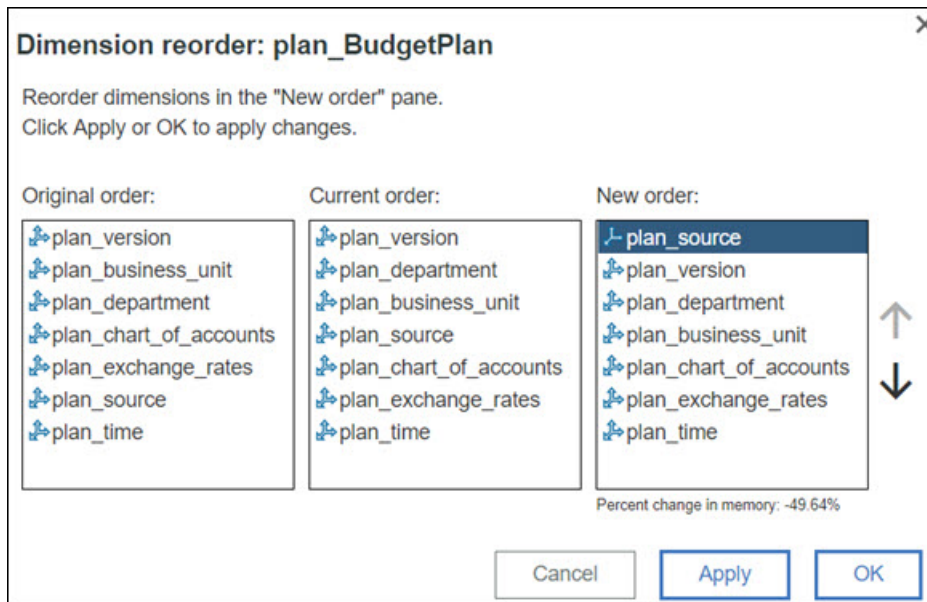 Dimension reorder: plan_BudgetPlan
Reorder dimensions in the "New order" pane.
Click Apply or OK to apply changes.
Original order:
plan_version
plan_business_unit
plan_department
plan_chart_of_accounts
plan_exchange_rates
plan_source
plan_time
Current order:
plan_version
plan_department
plan_business_unit
plan_source
plan_chart_of_accounts
plan_exchange_rates
plan_time
New order:
plan_source
plan_version
plan_department
plan_business_unit
plan_chart_of_accounts
plan_exchange_rates
plan_time
Percent change in memory: -49.64%
Cancel
Apply
OK